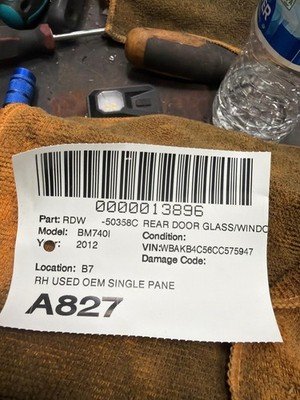 0000013896
Part: RDW -50358C REAR DOOR GLASS/WINDO
Model: BM740I Condition:
Year: 2012 VIN:WBAKB4C56CC575947
Damage Code:
Location: B7
RH USED OEM SINGLE PANE
A827